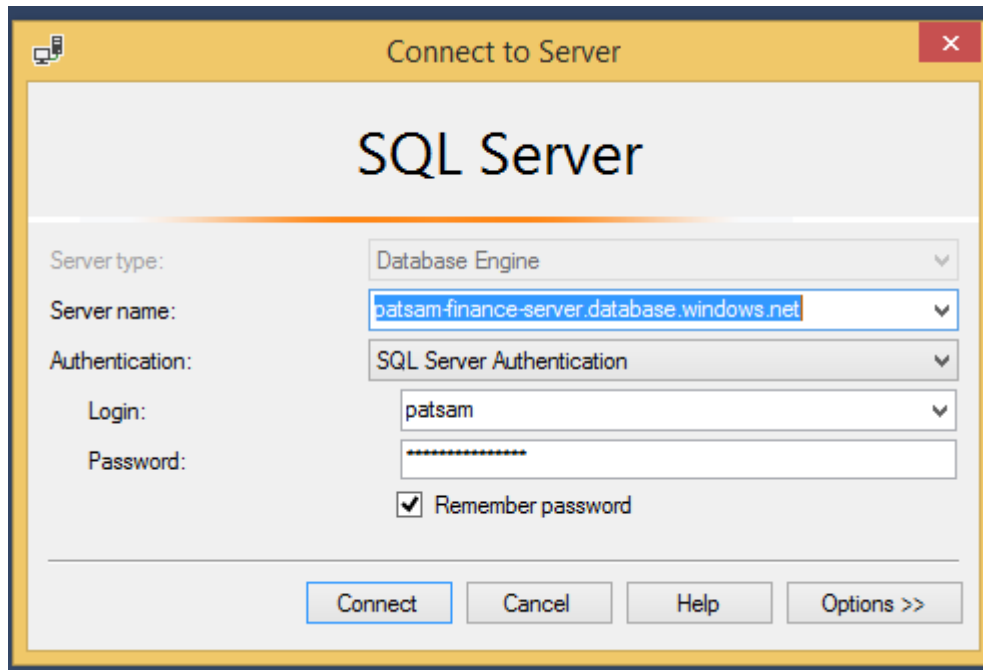 Connect to Server
SQL Server
Server type: Database Engine
Server name: patsam-finance-server.database.windows.net
Authentication: SQL Server Authentication
Login: patsam
Password: ***************
Remember password
Connect Cancel Help Options >>